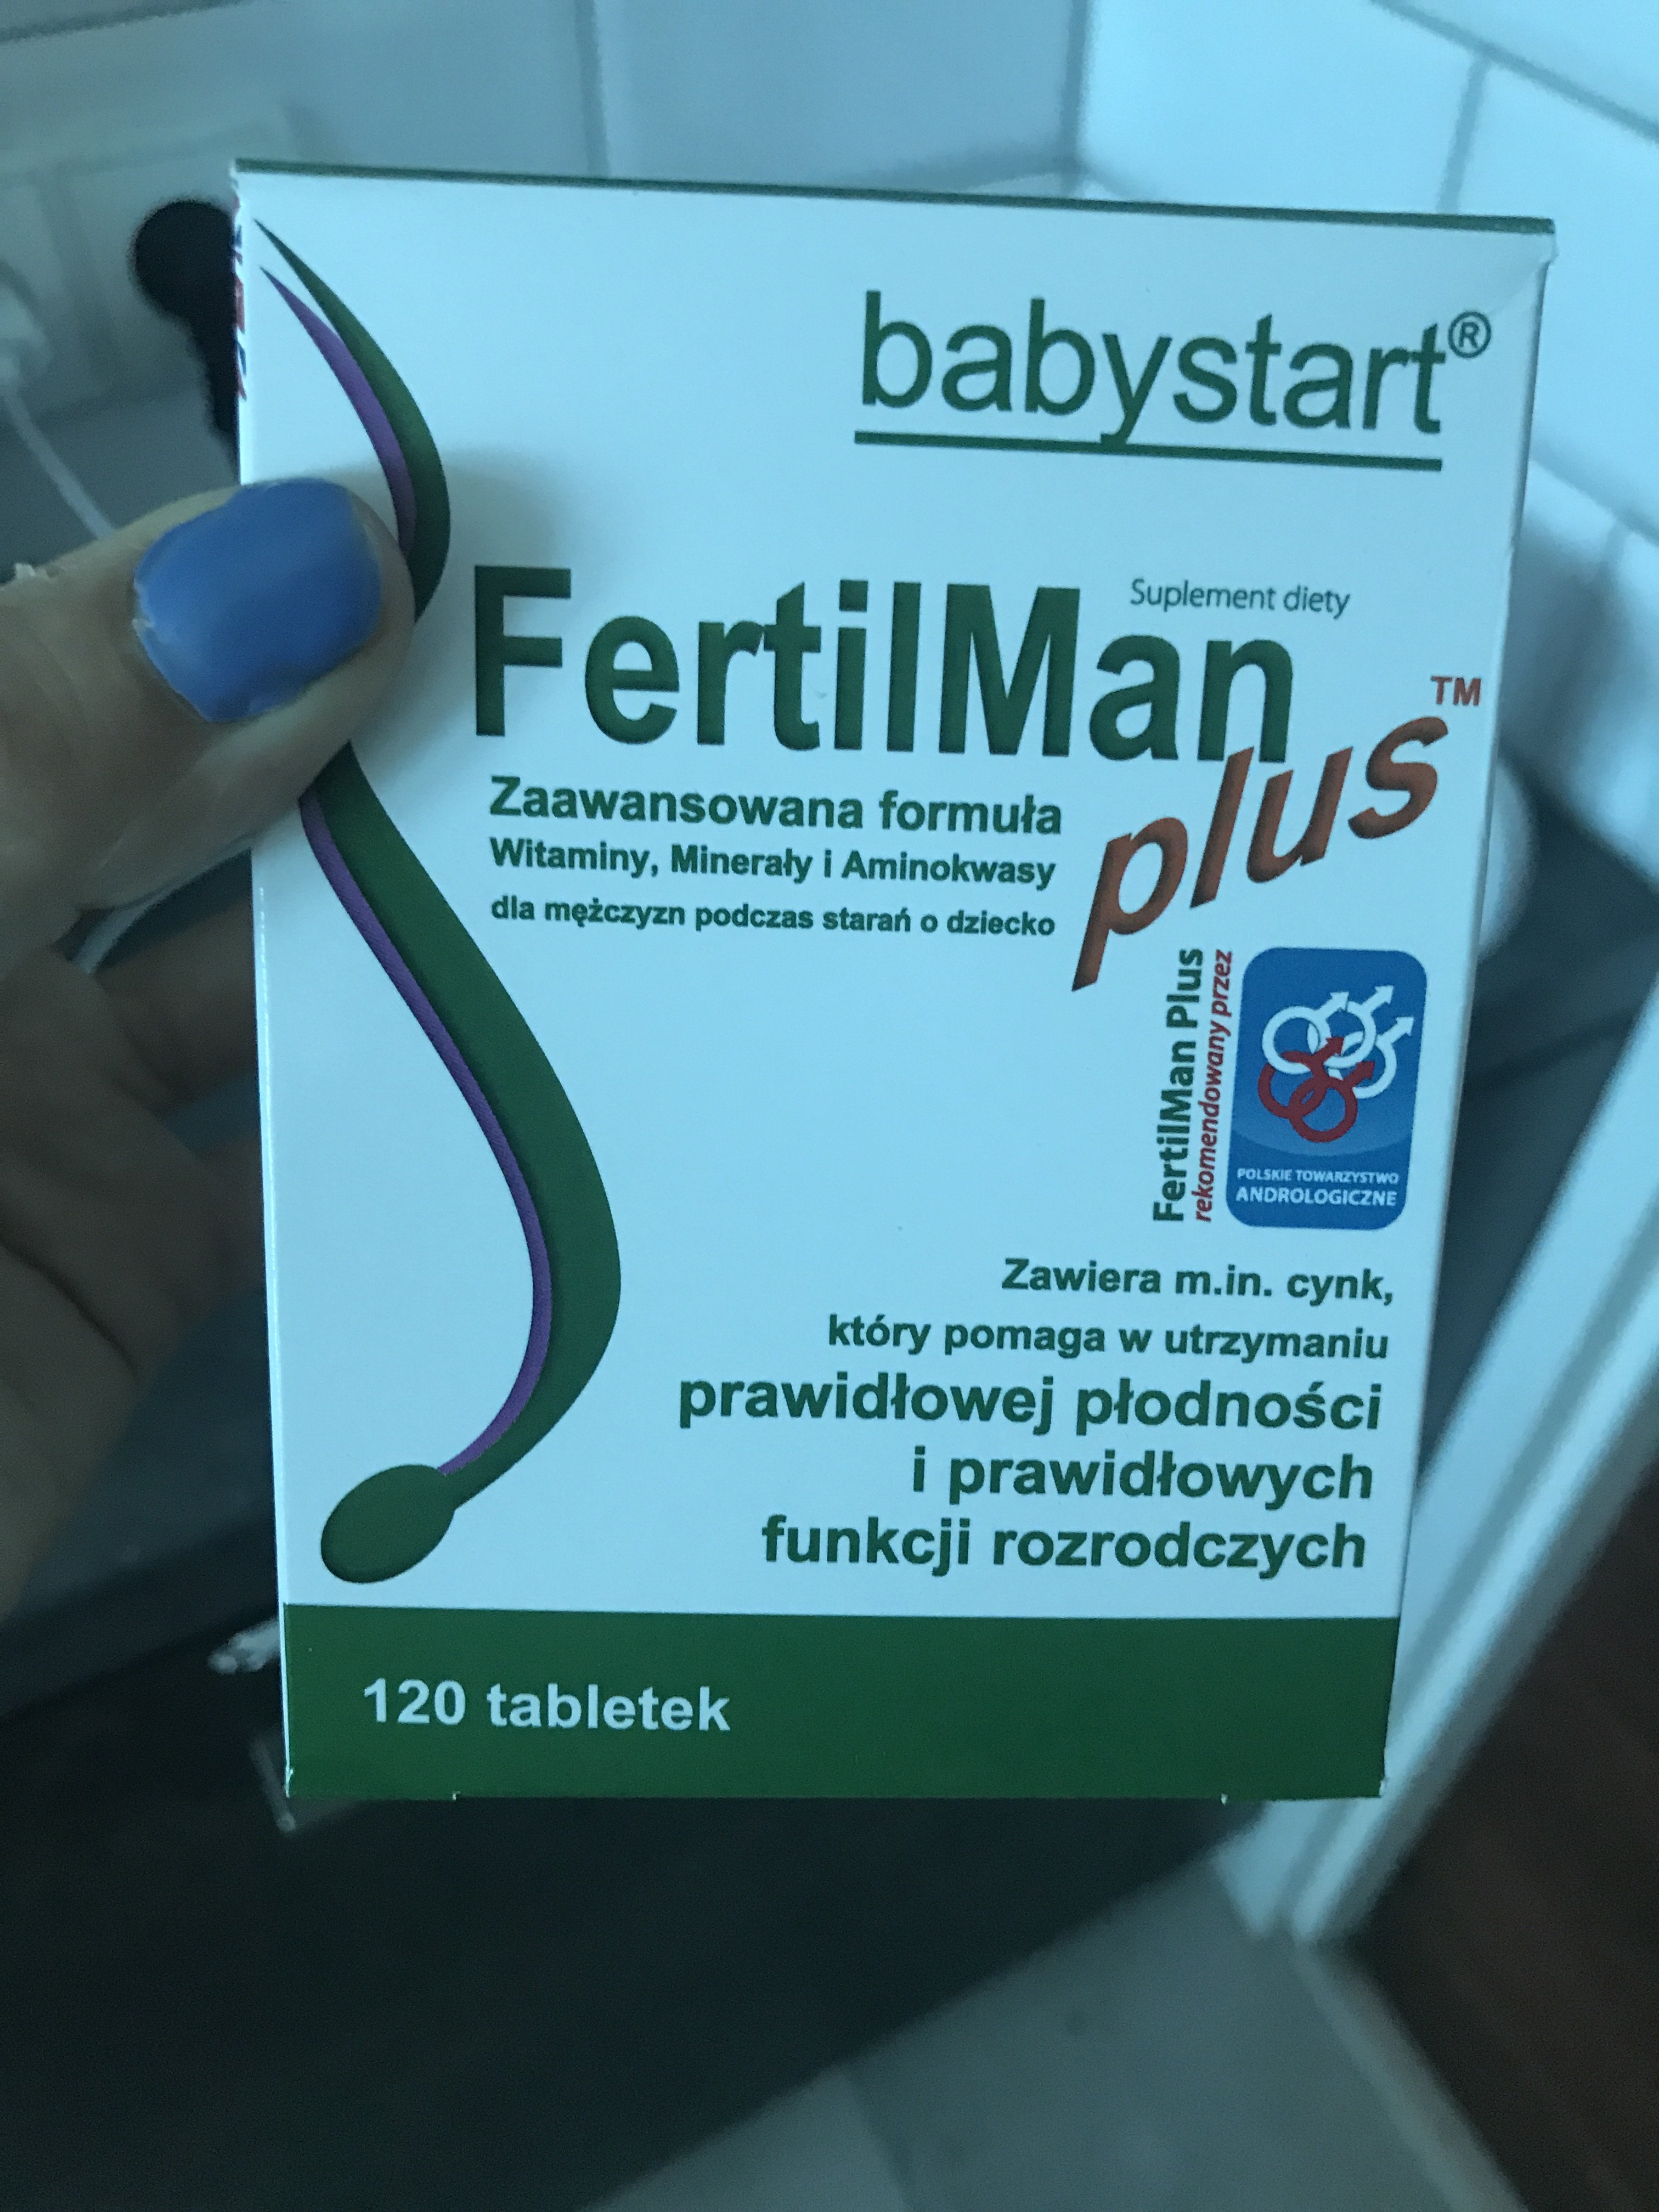 babystart®
Suplement diety
FertilMan
plus™
Zaawansowana formuła
Witaminy, Minerały i Aminokwasy
dla mężczyzn podczas starań o dziecko
FertilMan Plus
rekomendowany przez
POLSKIE TOWARZYSTWO
ANDROLOGICZNE
Zawiera m.in. cynk,
który pomaga w utrzymaniu
prawidłowej płodności
i prawidłowych
funkcji rozrodczych
120 tabletek